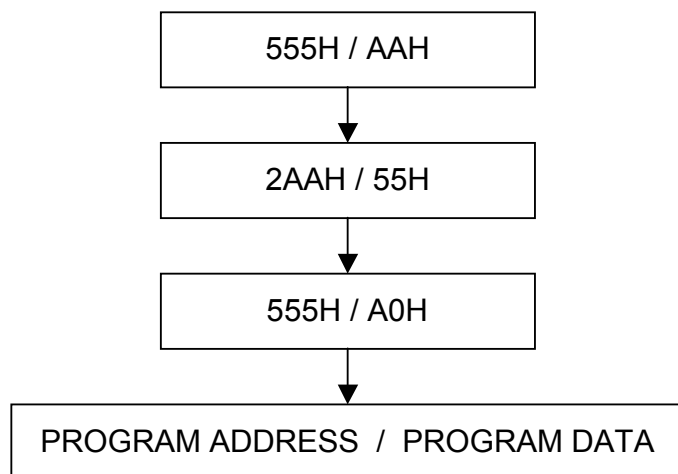 555H / AAH
2AAH / 55H
555H / A0H
PROGRAM ADDRESS / PROGRAM DATA